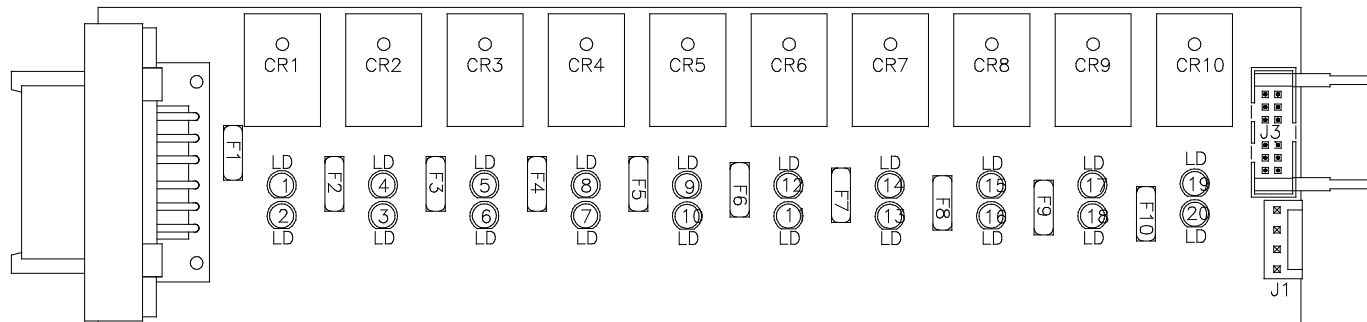 CR1 CR2 CR3 CR4 CR5 CR6 CR7 CR8 CR9 CR10
J3
F1 F2 F3 F4 F5 F6 F7 F8 F9 F10
LD LD LD LD LD LD LD LD LD LD
1 4 5 8 9 12 14 15 17 19
2 3 6 7 10 11 13 16 18 20
LD LD LD LD LD LD LD LD LD LD
J1